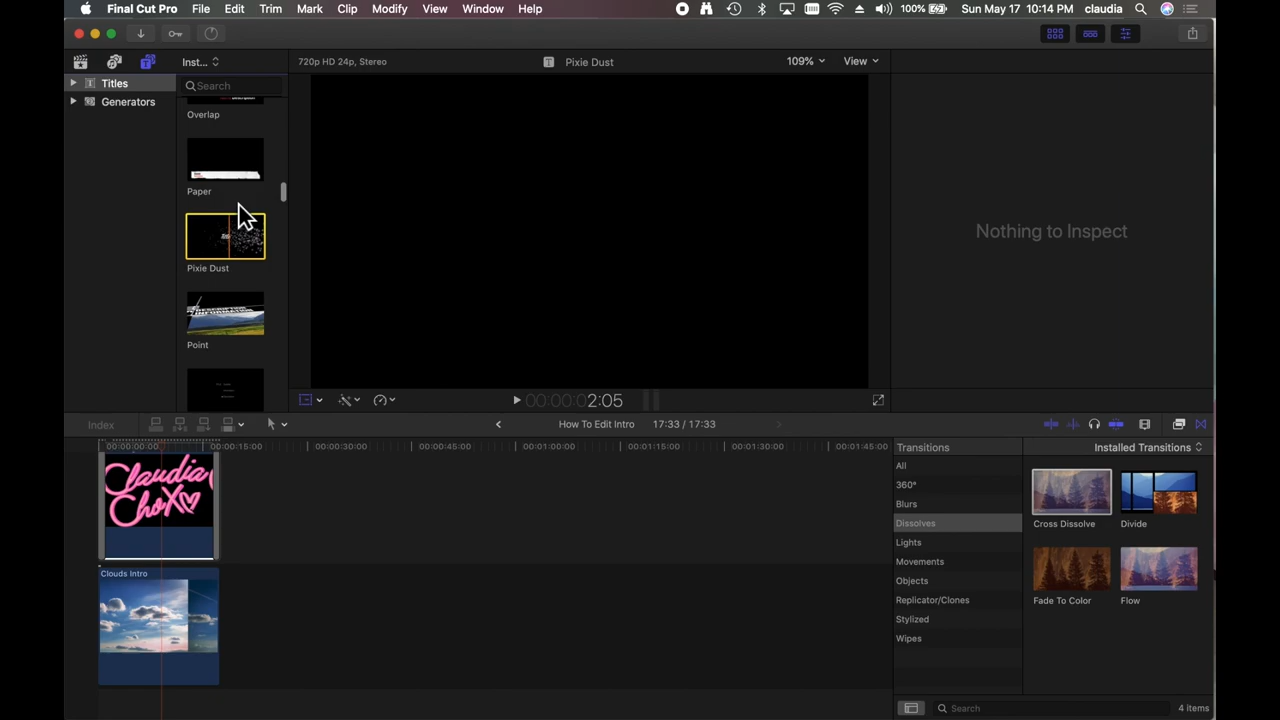 Final Cut Pro File Edit Trim Mark Clip Modify View Window Help 100% Sun May 17 10:14 PM claudia
Inst... 720p HD 24p, Stereo T Pixie Dust 109% View
Titles
Generators
Search
Overlap
Paper
Pixie Dust
Point
Nothing to Inspect
00:00:00:02:05
Index How To Edit Intro 17:33 / 17:33
00:00:00:00 00:00:15:00 00:00:30:00 00:00:45:00 00:01:00:00 00:01:15:00 00:01:30:00 00:01:45:00
Claudia
ChoX
Clouds Intro
Transitions Installed Transitions
All
360°
Blurs
Dissolves
Lights
Movements
Objects
Replicator/Clones
Stylized
Wipes
Cross Dissolve Divide
Fade To Color Flow
Search 4 items